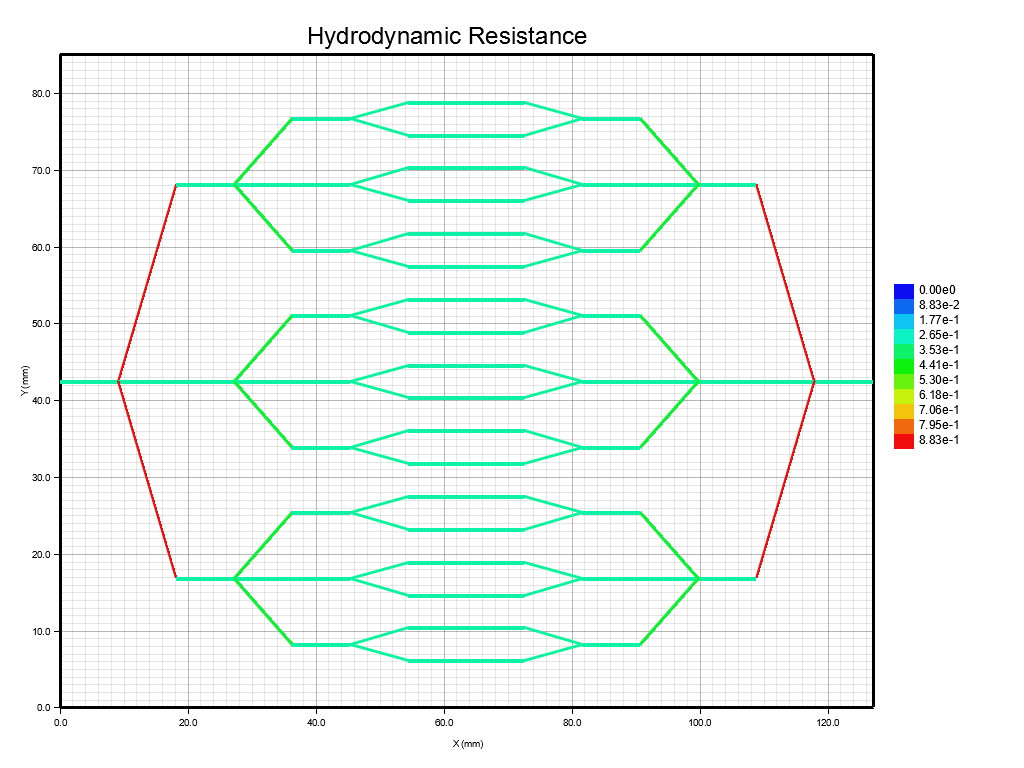 Hydrodynamic Resistance
80.0
70.0
60.0
50.0
40.0
30.0
20.0
10.0
0.0
Y (mm)
0.0 20.0 40.0 60.0 80.0 100.0 120.0
X (mm)
0.00e0
8.83e-2
1.77e-1
2.65e-1
3.53e-1
4.41e-1
5.30e-1
6.18e-1
7.06e-1
7.95e-1
8.83e-1